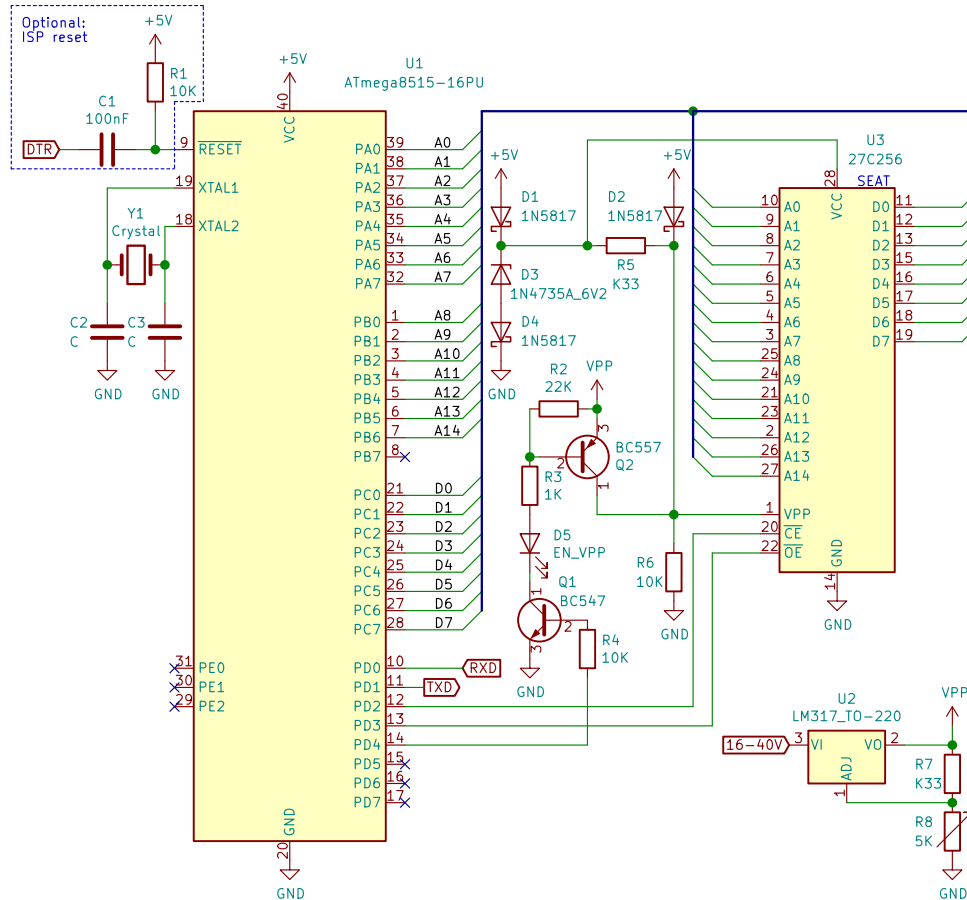 Optional:
ISP reset
+5V
R1
10K
C1
100nF
DTR
+5V
U1
ATmega8515-16PU
40
VCC
9 RESET
19 XTAL1
18 XTAL2
Y1
Crystal
C2
C
C3
C
GND
GND
PA0 39 A0
PA1 38 A1
PA2 37 A2
PA3 36 A3
PA4 35 A4
PA5 34 A5
PA6 33 A6
PA7 32 A7
PB0 1 A8
PB1 2 A9
PB2 3 A10
PB3 4 A11
PB4 5 A12
PB5 6 A13
PB6 7 A14
PB7 8
PC0 21 D0
PC1 22 D1
PC2 23 D2
PC3 24 D3
PC4 25 D4
PC5 26 D5
PC6 27 D6
PC7 28 D7
31 PE0
30 PE1
29 PE2
PD0 10 RXD
PD1 11 TXD
PD2 12
PD3 13
PD4 14
PD5 15
PD6 16
PD7 17
GND
20
GND
+5V
D1
1N5817
D2
1N5817
+5V
R5
K33
D3
1N4735A_6V2
D4
1N5817
GND
R2
22K
VPP
3
BC557
Q2
2
1
R3
1K
D5
EN_VPP
Q1
BC547
1
2
3
GND
R4
10K
R6
10K
GND
U3
27C256
SEAT
28
VCC
10 A0
9 A1
8 A2
7 A3
6 A4
5 A5
4 A6
3 A7
25 A8
24 A9
21 A10
23 A11
2 A12
26 A13
27 A14
1 VPP
20 CE
22 OE
D0 11
D1 12
D2 13
D3 15
D4 16
D5 17
D6 18
D7 19
GND
14
GND
U2
LM317_TO-220
16-40V
3 VI
VO 2
ADJ
1
VPP
R7
K33
R8
5K
GND